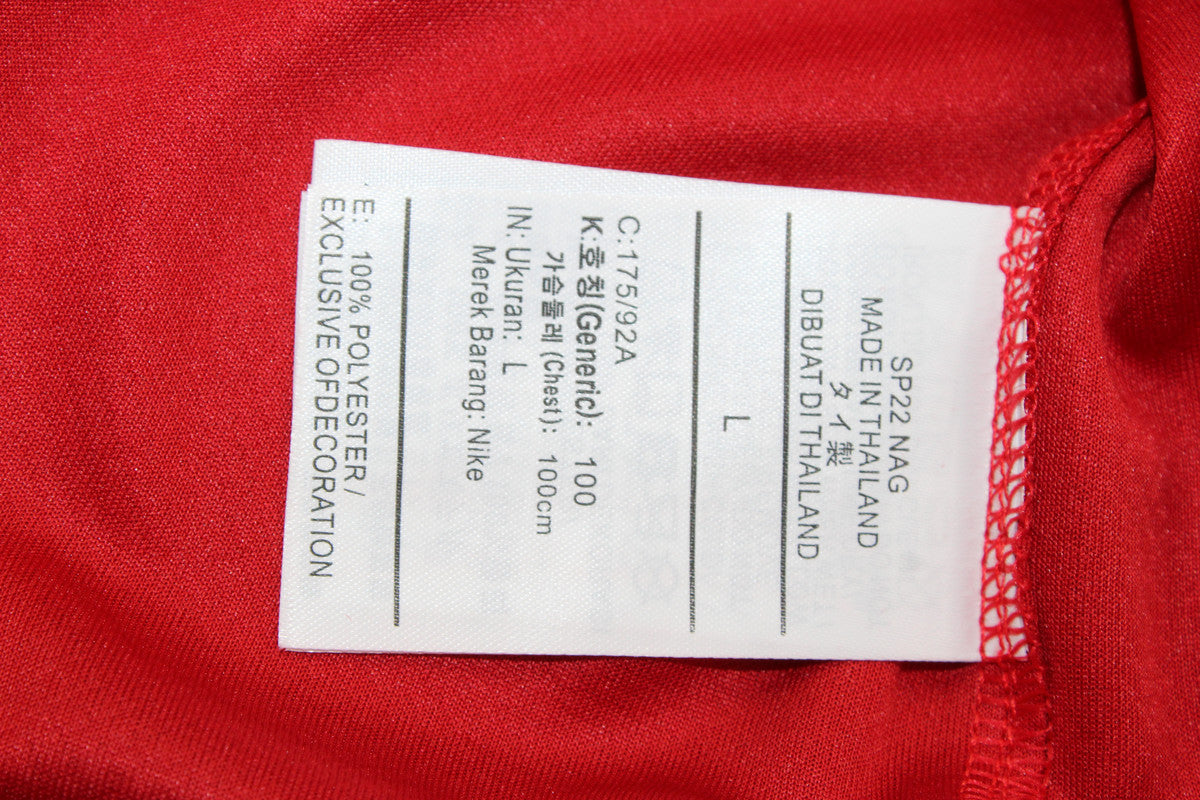 SP22 NAG
MADE IN THAILAND
タイ製
DIBUAT DI THAILAND
L
C:175/92A
K:호칭(Generic): 100
가슴둘레 (Chest): 100cm
IN: Ukuran: L
Merek Barang: Nike
E: 100% POLYESTER/
EXCLUSIVE OFDECORATION